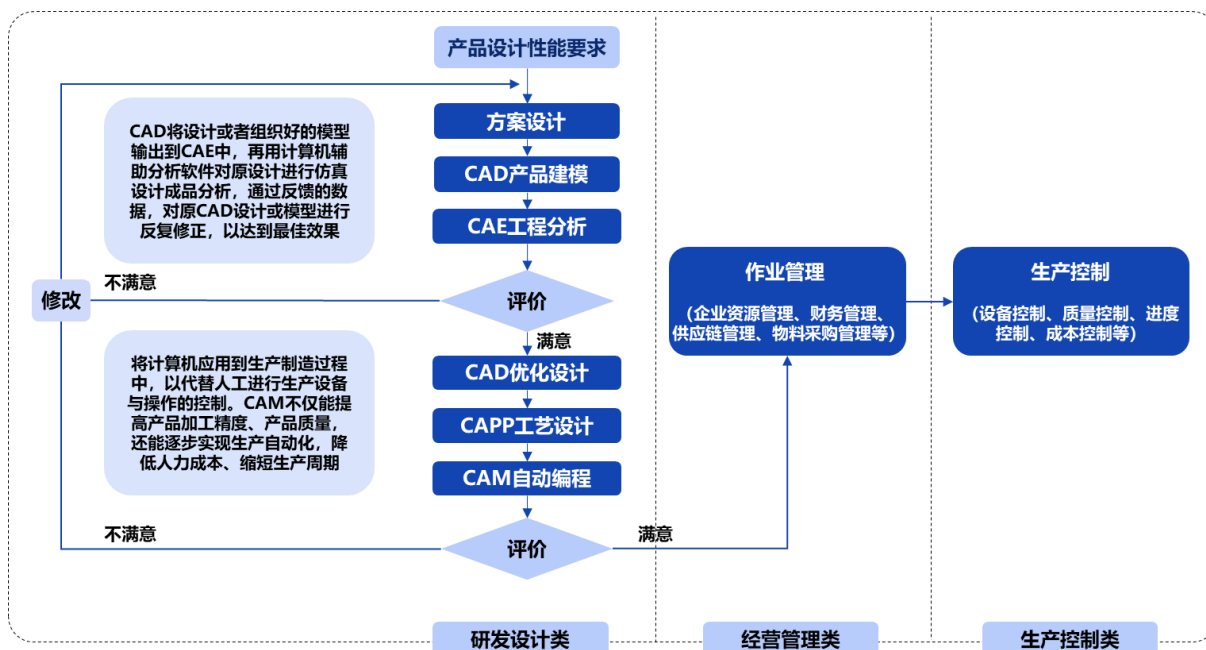 产品设计性能要求
方案设计
CAD将设计或者组织好的模型
输出到CAE中，再用计算机辅
助分析软件对原设计进行仿真
设计成品分析，通过反馈的数
据，对原CAD设计或模型进行
反复修正，以达到最佳效果
CAD产品建模
CAE工程分析
修改
不满意
评价
满意
作业管理
（企业资源管理、财务管理、
供应链管理、物料采购管理等）
生产控制
（设备控制、质量控制、进度
控制、成本控制等）
将计算机应用到生产制造过程
中，以代替人工进行生产设备
与操作的控制。CAM不仅能提
高产品加工精度、产品质量，
还能逐步实现生产自动化，降
低人力成本、缩短生产周期
CAD优化设计
CAPP工艺设计
CAM自动编程
不满意
评价
满意
研发设计类
经营管理类
生产控制类